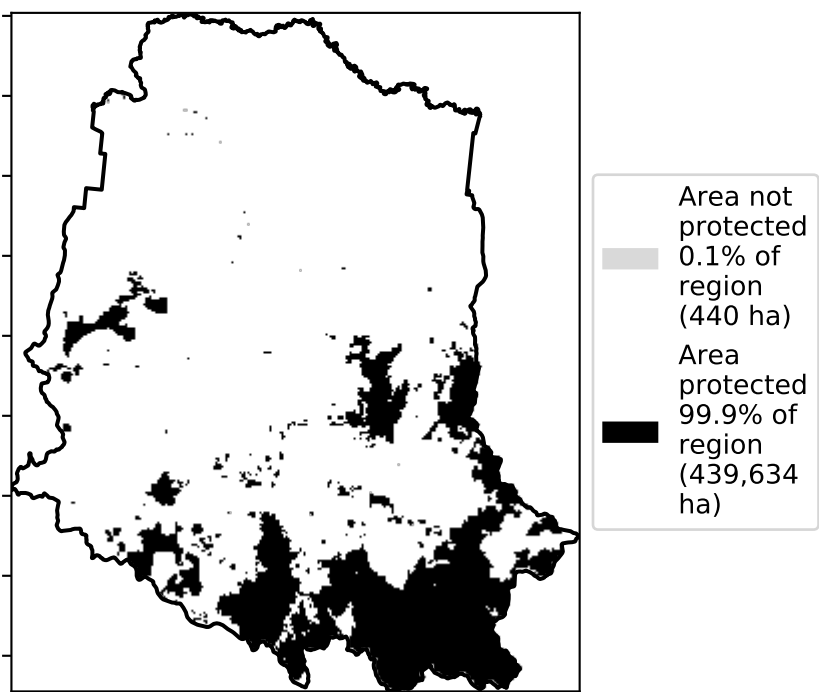 Area not
protected
0.1% of
region
(440 ha)
Area
protected
99.9% of
region
(439,634
ha)